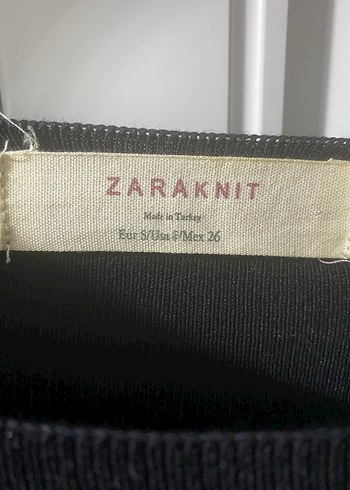 ZARAKNIT
Made in Turkey
Eur S/Usa S/Mex 26